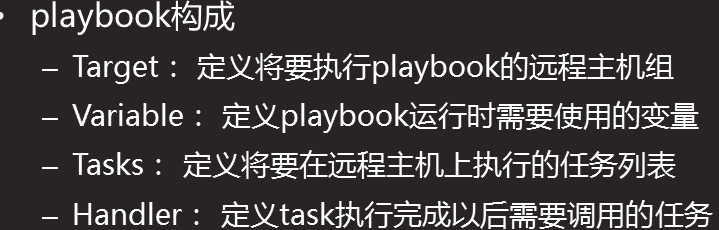 • playbook构成
– Target： 定义将要执行playbook的远程主机组
– Variable： 定义playbook运行时需要使用的变量
– Tasks： 定义将要在远程主机上执行的任务列表
– Handler： 定义task执行完成以后需要调用的任务